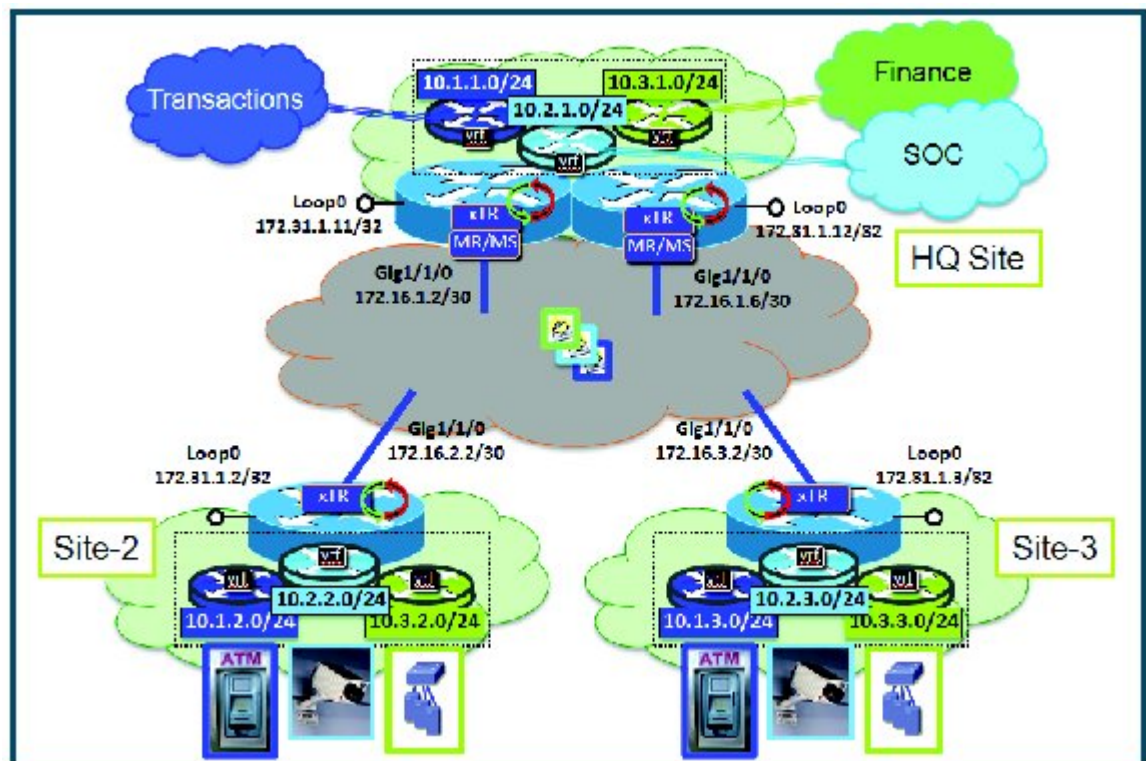 10.1.1.0/24
10.3.1.0/24
Finance
Transactions
10.2.1.0/24
vrf
vrf
SOC
vrf
Loop0
172.31.1.11/32
xTR
xTR
Loop0
172.31.1.12/32
MR/MS
MR/MS
HQ Site
Gig1/1/0
172.16.1.2/30
Gig1/1/0
172.16.1.6/30
Gig1/1/0
172.16.2.2/30
Gig1/1/0
172.16.3.2/30
Loop0
172.31.1.2/32
Loop0
172.31.1.3/32
xTR
xTR
Site-2
Site-3
vrf
vrf
vrf
vrf
vrf
vrf
10.2.2.0/24
10.2.3.0/24
10.1.2.0/24
10.3.2.0/24
10.1.3.0/24
10.3.3.0/24
ATM
ATM